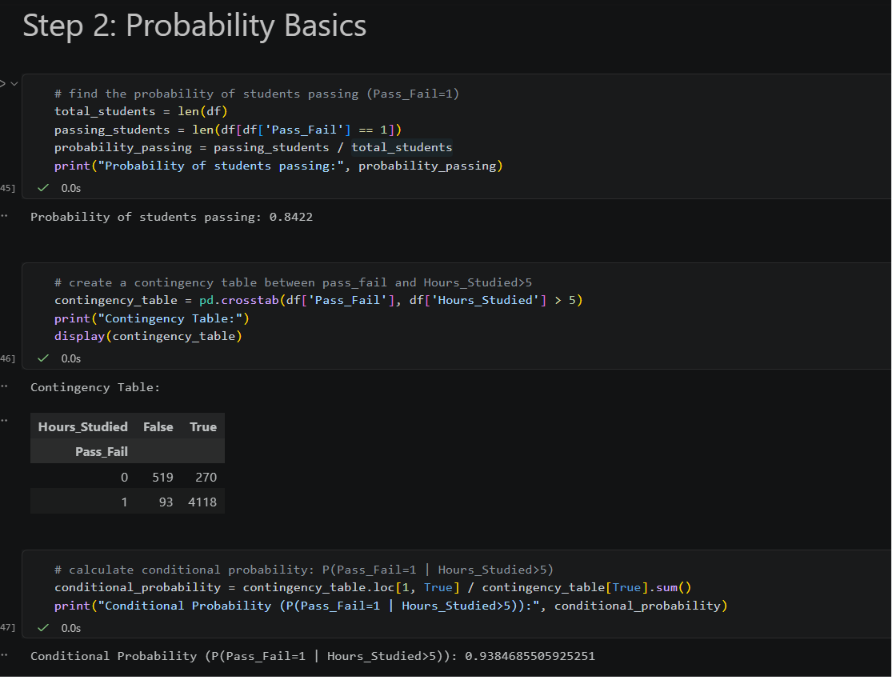 Step 2: Probability Basics
# find the probability of students passing (Pass_Fail=1)
total_students = len(df)
passing_students = len(df[df['Pass_Fail'] == 1])
probability_passing = passing_students / total_students
print("Probability of students passing:", probability_passing)
45]
0.0s
Probability of students passing: 0.8422
# create a contingency table between pass_fail and Hours_Studied>5
contingency_table = pd.crosstab(df['Pass_Fail'], df['Hours_Studied'] > 5)
print("Contingency Table:")
display(contingency_table)
46]
0.0s
Contingency Table:
Hours_Studied False True
Pass_Fail
0 519 270
1 93 4118
# calculate conditional probability: P(Pass_Fail=1 | Hours_Studied>5)
conditional_probability = contingency_table.loc[1, True] / contingency_table[True].sum()
print("Conditional Probability (P(Pass_Fail=1 | Hours_Studied>5)):", conditional_probability)
47]
0.0s
Conditional Probability (P(Pass_Fail=1 | Hours_Studied>5)): 0.9384685505925251